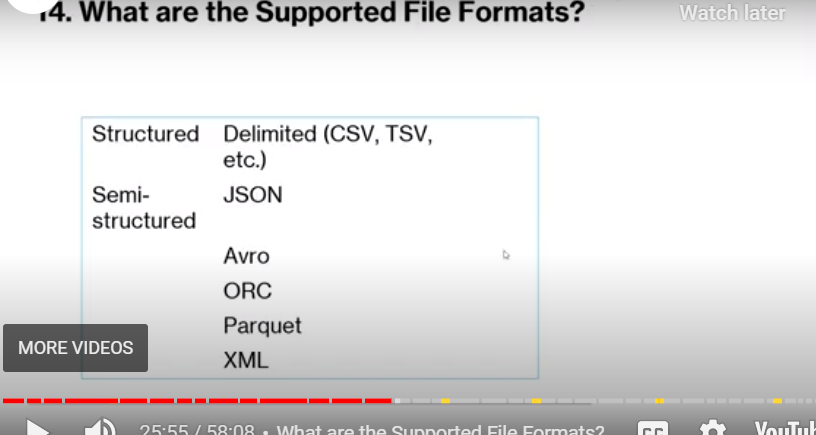 14. What are the Supported File Formats?
Watch later
Structured Delimited (CSV, TSV,
etc.)
Semi- JSON
structured
Avro
ORC
Parquet
XML
MORE VIDEOS
25:55 / 58:08 • What are the Supported File Formats?
CC
YouTub